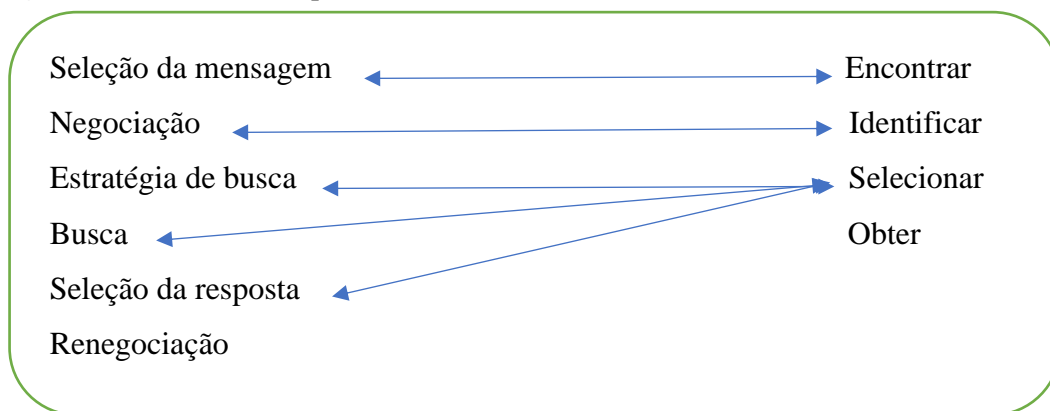 Seleção da mensagem Encontrar
Negociação Identificar
Estratégia de busca Selecionar
Busca Obter
Seleção da resposta
Renegociação